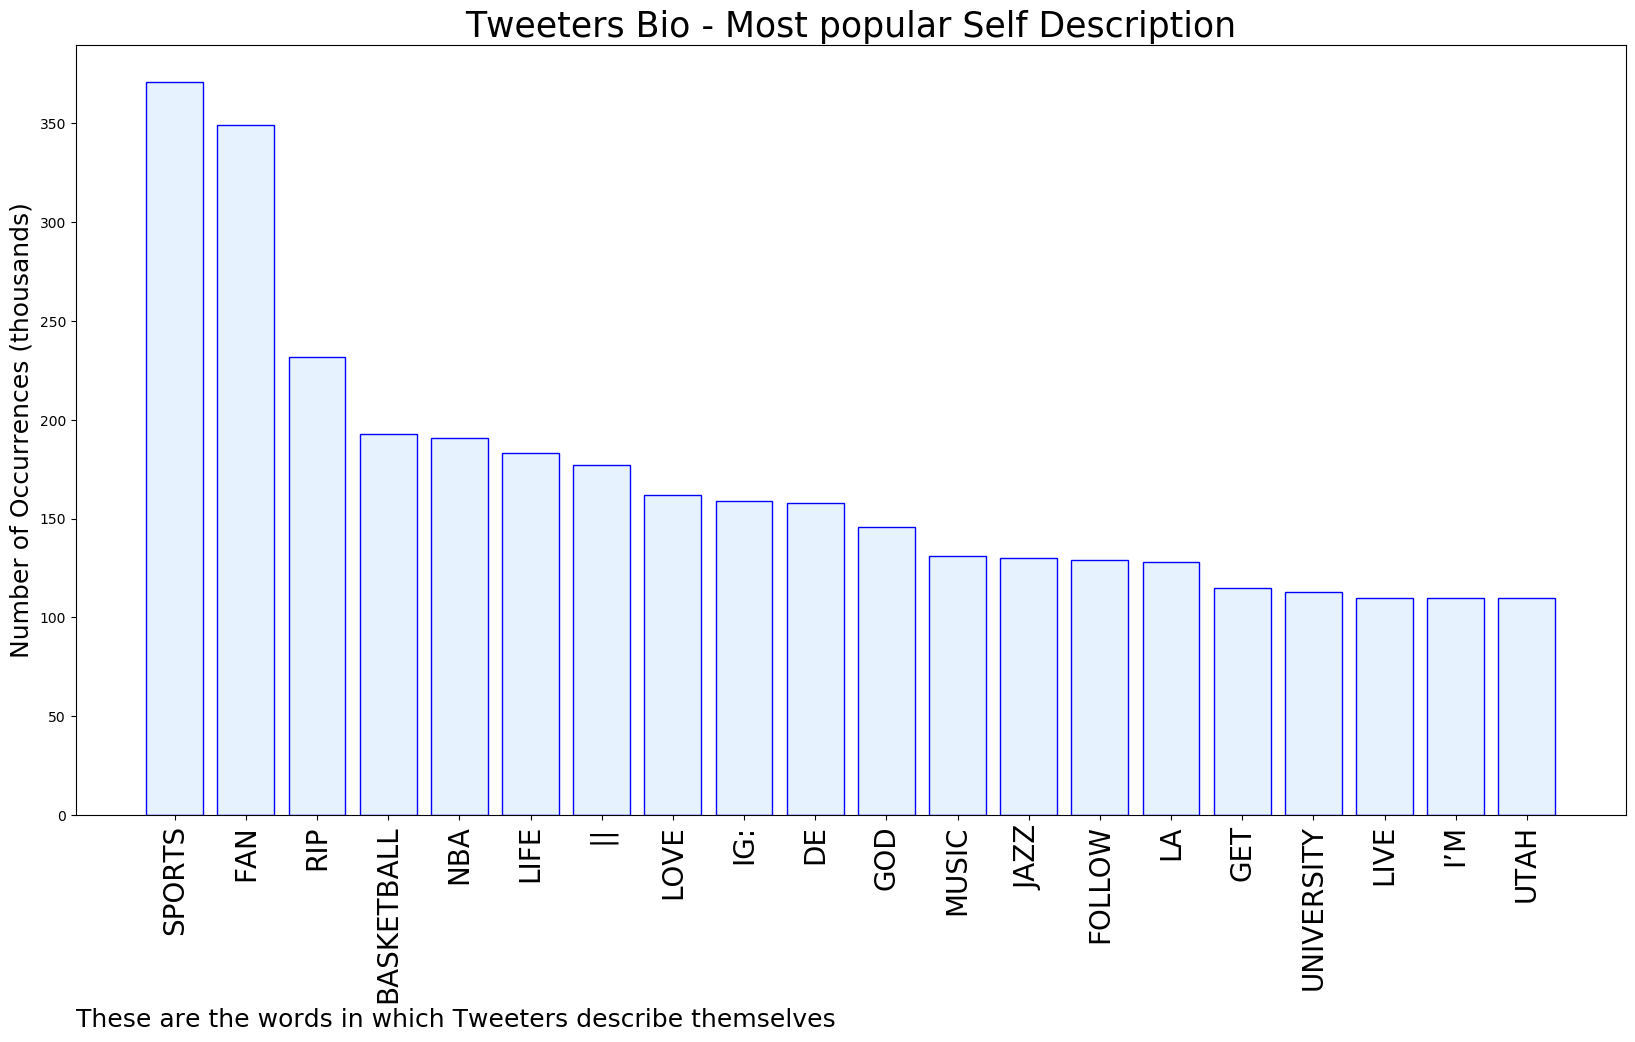 Tweeters Bio - Most popular Self Description
Number of Occurrences (thousands)
350
300
250
200
150
100
50
0
SPORTS
FAN
RIP
BASKETBALL
NBA
LIFE
||
LOVE
IG:
DE
GOD
MUSIC
JAZZ
FOLLOW
LA
GET
UNIVERSITY
LIVE
I’M
UTAH
These are the words in which Tweeters describe themselves